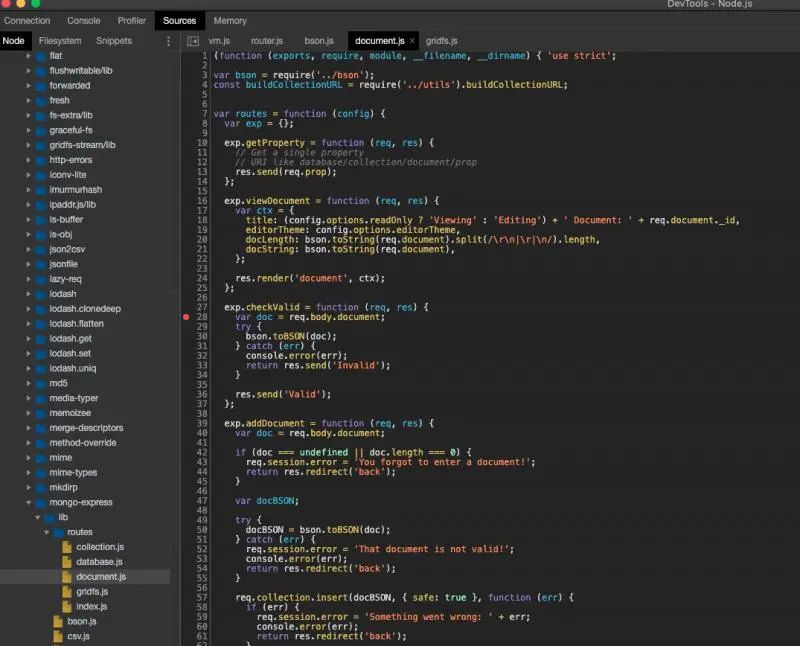 DevTools - Node.js
Connection Console Profiler Sources Memory
Node Filesystem Snippets
vm.js router.js bson.js document.js × gridfs.js
flat
flushwritable/lib
forwarded
fresh
fs-extra/lib
graceful-fs
gridfs-stream/lib
http-errors
iconv-lite
imurmurhash
ipaddr.js/lib
is-buffer
is-obj
json2csv
jsonfile
lazy-req
lodash
lodash.clonedeep
lodash.flatten
lodash.get
lodash.set
lodash.uniq
md5
media-typer
memoizee
merge-descriptors
method-override
mime
mime-types
mkdirp
mongo-express
lib
routes
collection.js
database.js
document.js
gridfs.js
index.js
bson.js
csv.js
1 (function (exports, require, module, __filename, __dirname) { 'use strict';
2
3 var bson = require('../bson');
4 const buildCollectionURL = require('../utils').buildCollectionURL;
5
6
7 var routes = function (config) {
8 var exp = {};
9
10 exp.getProperty = function (req, res) {
11 // Get a single property
12 // URI like database/collection/document/prop
13 res.send(req.prop);
14 };
15
16 exp.viewDocument = function (req, res) {
17 var ctx = {
18 title: (config.options.readOnly ? 'Viewing' : 'Editing') + ' Document: ' + req.document._id,
19 editorTheme: config.options.editorTheme,
20 docLength: bson.toString(req.document).split(/\r\n|\r|\n/).length,
21 docString: bson.toString(req.document),
22 };
23
24 res.render('document', ctx);
25 };
26
27 exp.checkValid = function (req, res) {
28 var doc = req.body.document;
29 try {
30 bson.toBSON(doc);
31 } catch (err) {
32 console.error(err);
33 return res.send('Invalid');
34 }
35
36 res.send('Valid');
37 };
38
39 exp.addDocument = function (req, res) {
40 var doc = req.body.document;
41
42 if (doc === undefined || doc.length === 0) {
43 req.session.error = 'You forgot to enter a document!';
44 return res.redirect('back');
45 }
46
47 var docBSON;
48
49 try {
50 docBSON = bson.toBSON(doc);
51 } catch (err) {
52 req.session.error = 'That document is not valid!';
53 console.error(err);
54 return res.redirect('back');
55 }
56
57 req.collection.insert(docBSON, { safe: true }, function (err) {
58 if (err) {
59 req.session.error = 'Something went wrong: ' + err;
60 console.error(err);
61 return res.redirect('back');
62 }